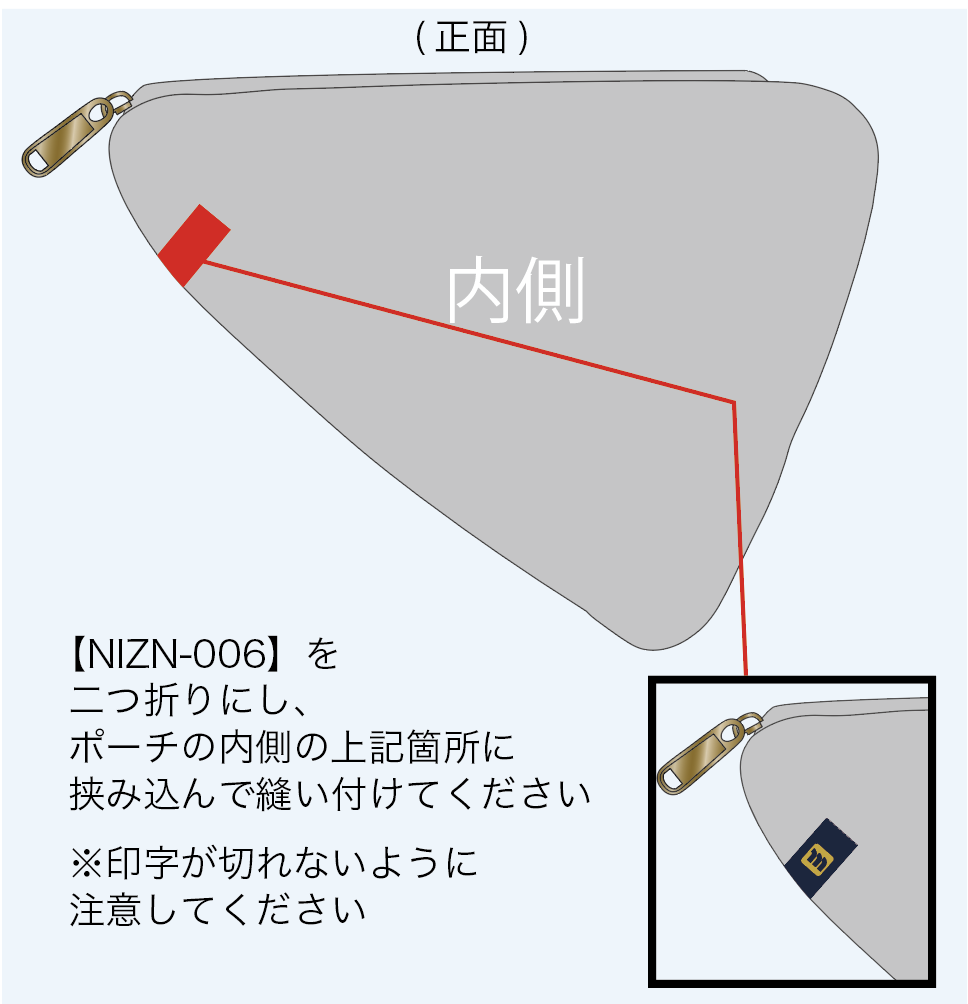 (正面)
内側
【NIZN-006】を
二つ折りにし、
ポーチの内側の上記箇所に
挟み込んで縫い付けてください
※印字が切れないように
注意してください